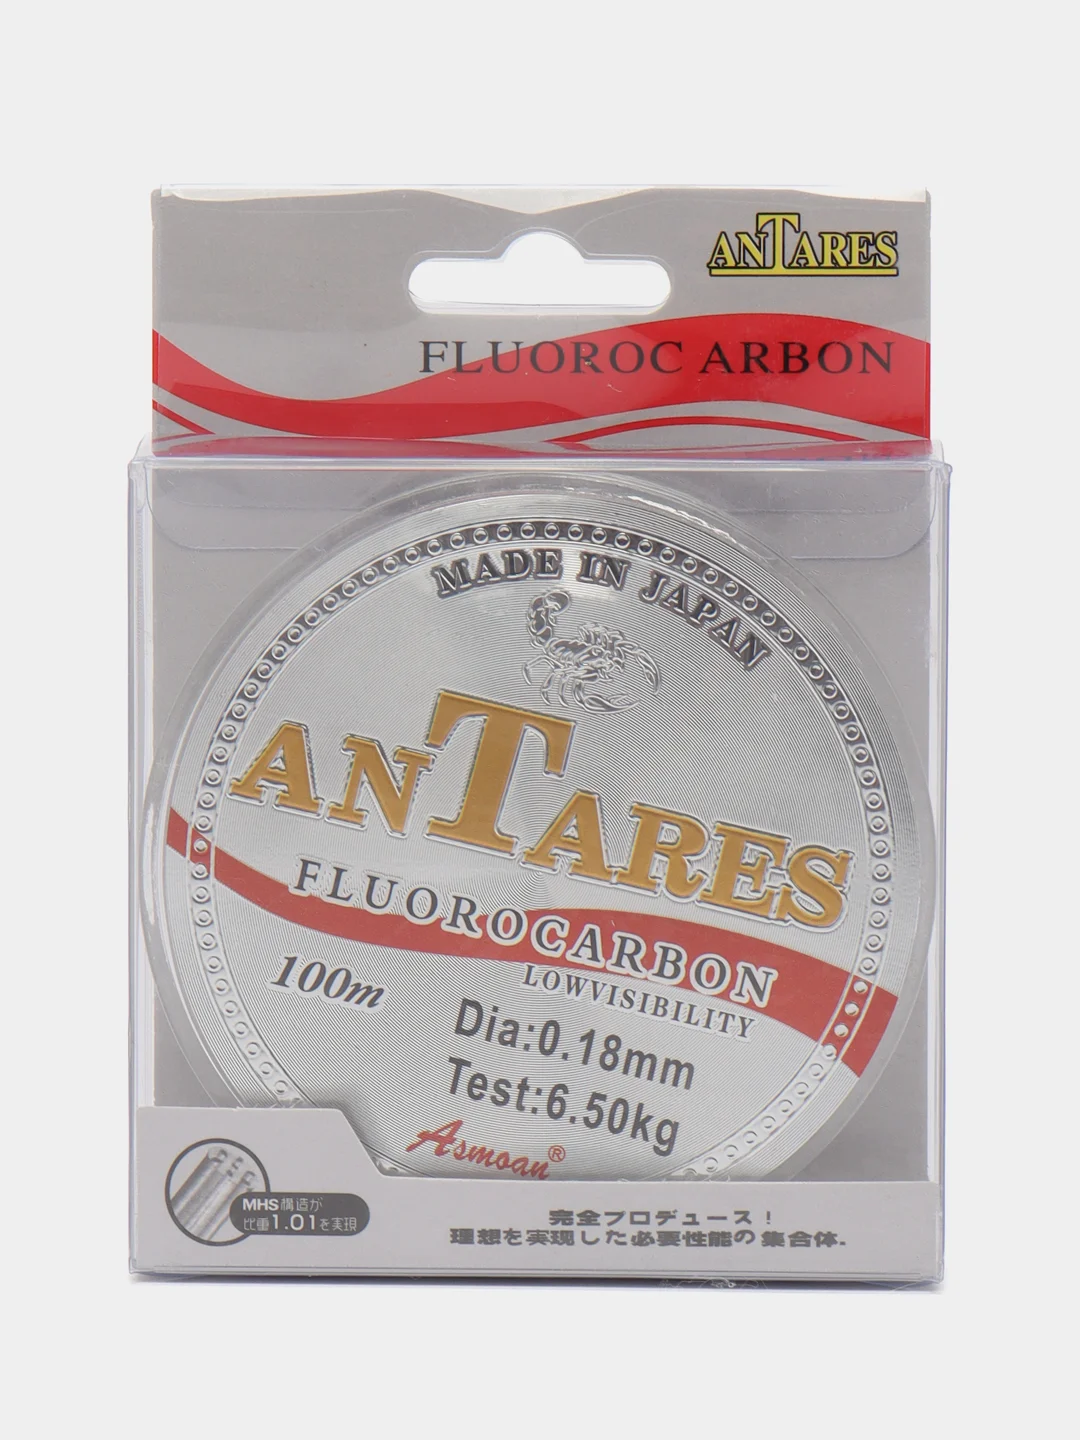 ANTARES
FLUOROC ARBON
MADE IN JAPAN
ANTARES
FLUOROCARBON
LOWVISIBILITY
100m
Dia:0.18mm
Test:6.50kg
Asmoan®
MHS構造が
比重1.01を実現
完全プロデュース！
理想を実現した必要性能の集合体.